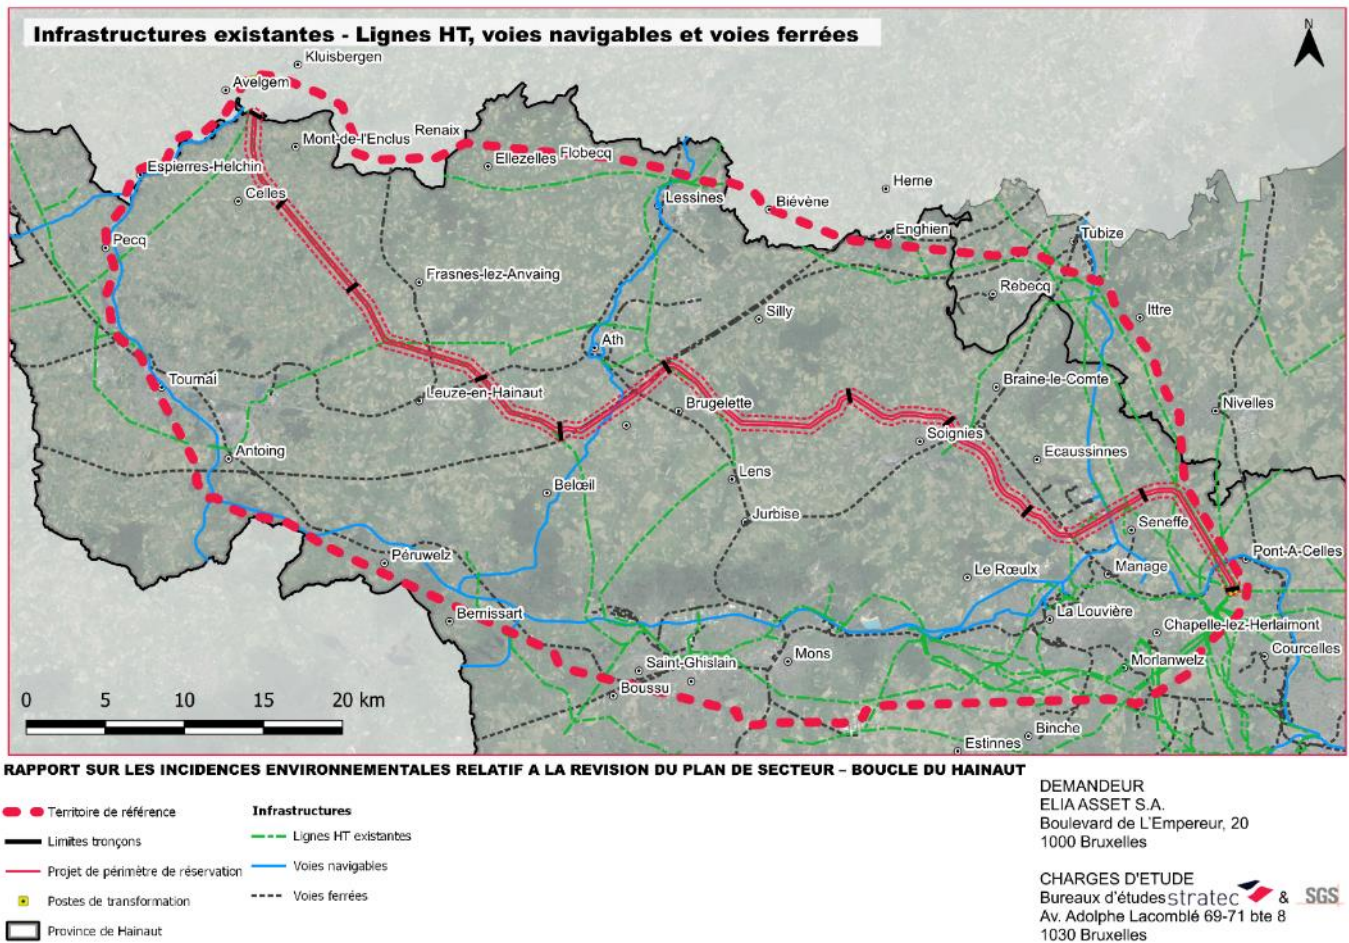 Infrastructures existantes - Lignes HT, voies navigables et voies ferrées
N
Kluisbergen
Avelgem
Mont-de-l'Enclus
Renaix
Ellezelles
Flobecq
Espierres-Helchin
Celles
Lessines
Biévène
Herne
Enghien
Tubize
Pecq
Frasnes-lez-Anvaing
Rebecq
Ittre
Silly
Ath
Tournai
Leuze-en-Hainaut
Brugelette
Braine-le-Comte
Nivelles
Antoing
Soignies
Ecaussinnes
Belœil
Lens
Jurbise
Seneffe
Péruwelz
Pont-A-Celles
Manage
Le Rœulx
Bernissart
La Louvière
Chapelle-lez-Herlaimont
Courcelles
Saint-Ghislain
Mons
Morlanwelz
Boussu
Binche
Estinnes
0 5 10 15 20 km
RAPPORT SUR LES INCIDENCES ENVIRONNEMENTALES RELATIF A LA REVISION DU PLAN DE SECTEUR – BOUCLE DU HAINAUT
Territoire de référence
Limites tronçons
Projet de périmètre de réservation
Postes de transformation
Province de Hainaut
Infrastructures
Lignes HT existantes
Voies navigables
Voies ferrées
DEMANDEUR
ELIA ASSET S.A.
Boulevard de L'Empereur, 20
1000 Bruxelles
CHARGES D'ETUDE
Bureaux d'études stratec & SGS
Av. Adolphe Lacomblé 69-71 bte 8
1030 Bruxelles